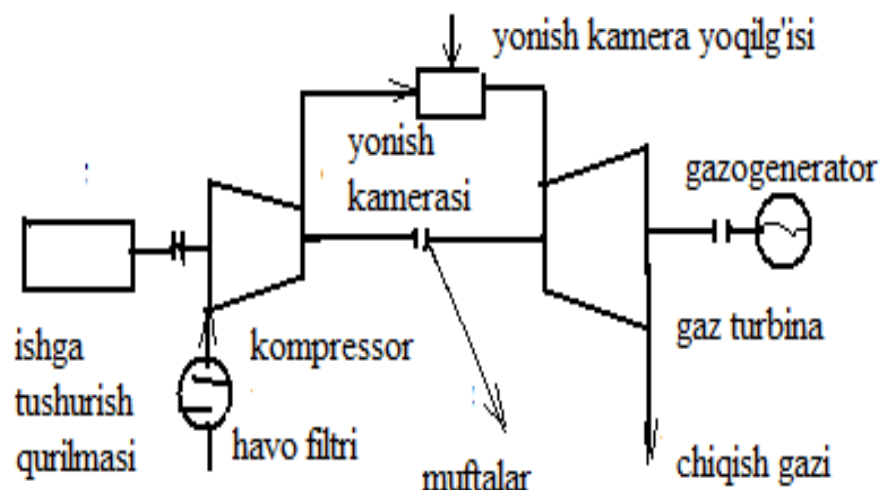 yonish kamera yoqilg'isi
yonish
kamerasi
gazogenerator
ishga
tushurish
qurilmasi
kompressor
havo filtri
muftalar
gaz turbina
chiqish gazi